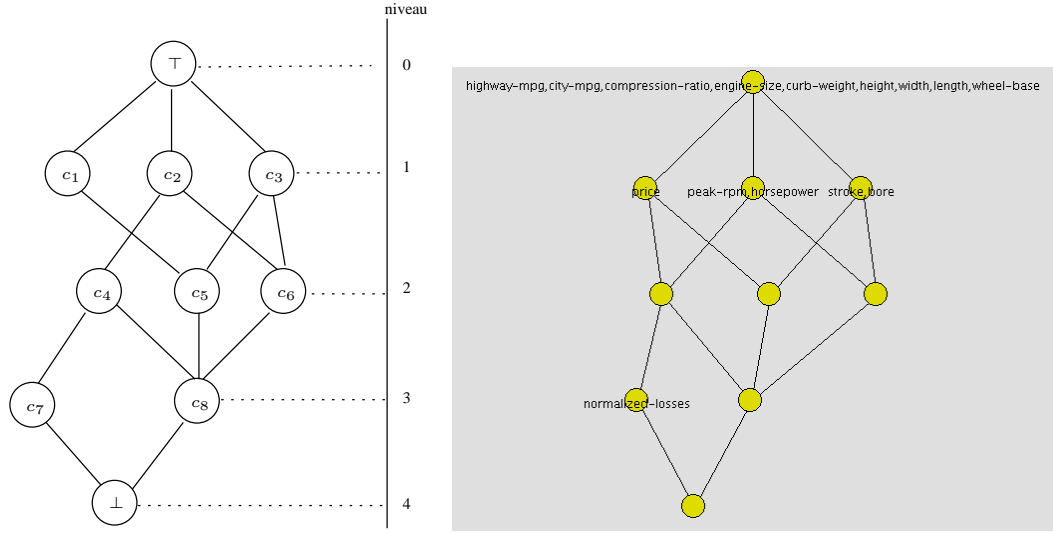 niveau
⊤
0
c1
c2
c3
1
c4
c5
c6
2
c7
c8
3
⊥
4
highway-mpg,city-mpg,compression-ratio,engine-size,curb-weight,height,width,length,wheel-base
price
peak-rpm,horsepower
stroke,bore
normalized-losses